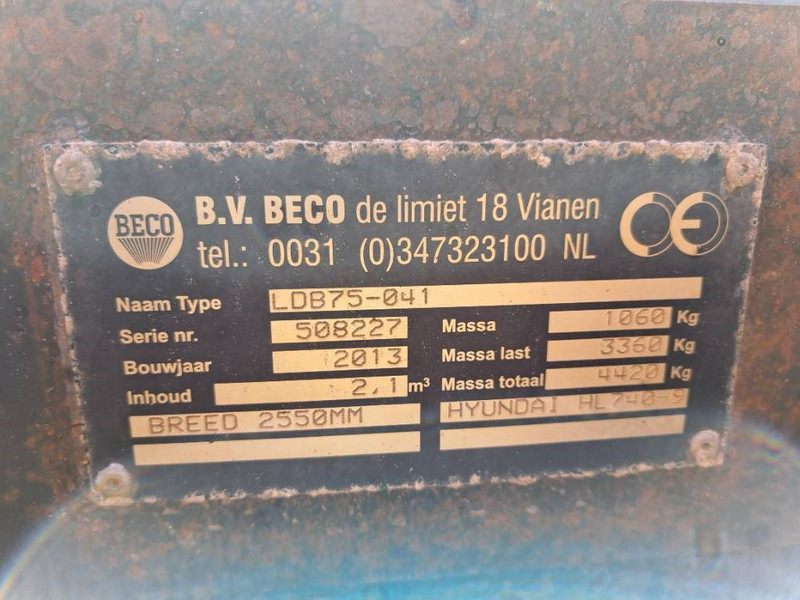 BECO
B.V. BECO de limiet 18 Vianen
tel.: 0031 (0)347323100 NL
CE
Naam Type LDB75-041
Serie nr. 508227 Massa 1060 Kg
Bouwjaar 2013 Massa last 3360 Kg
Inhoud 2,1 m³ Massa totaal 4420 Kg
BREED 2550MM HYUNDAI HL740-9